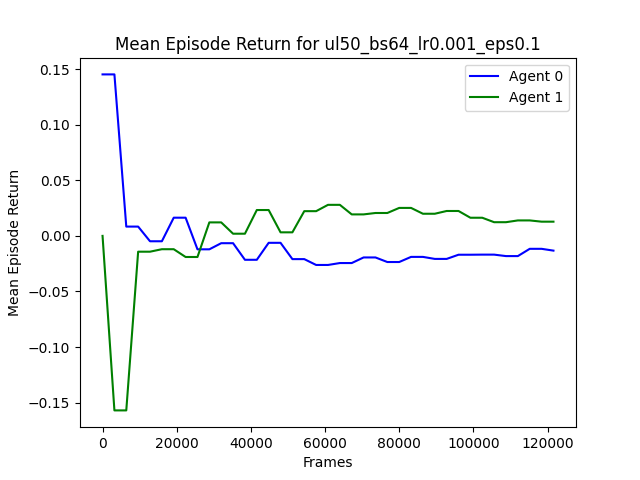 Mean Episode Return for ul50_bs64_lr0.001_eps0.1
Agent 0
Agent 1
Mean Episode Return
0.15
0.10
0.05
0.00
−0.05
−0.10
−0.15
0 20000 40000 60000 80000 100000 120000
Frames